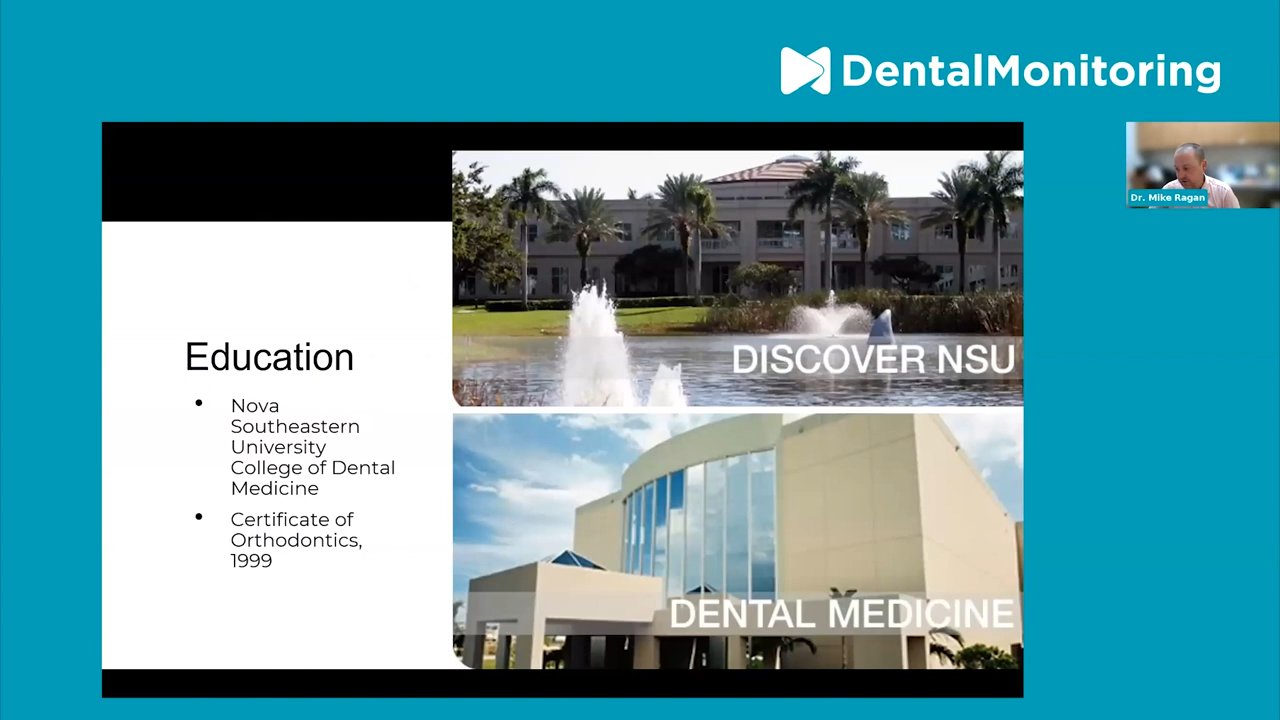 DentalMonitoring
Dr. Mike Ragan
Education
• Nova
Southeastern
University
College of Dental
Medicine
• Certificate of
Orthodontics,
1999
DISCOVER NSU
DENTAL MEDICINE